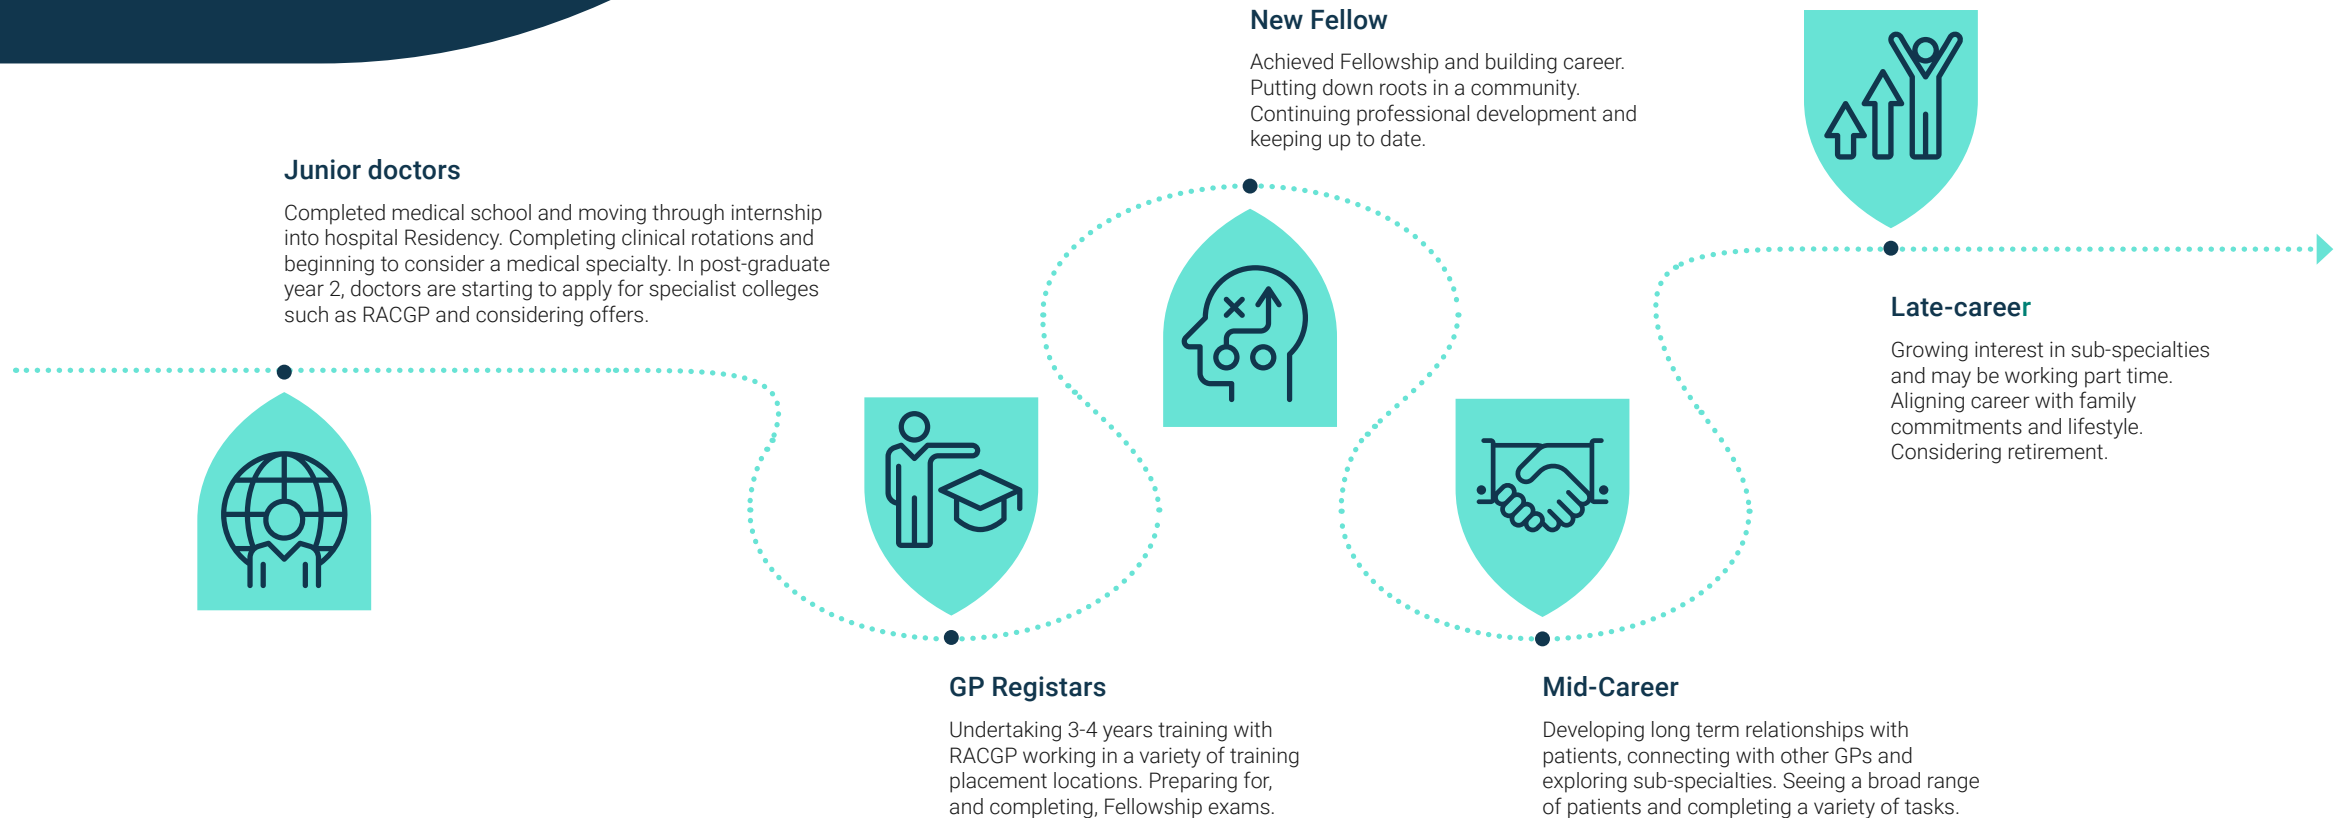 Junior doctors
Completed medical school and moving through internship
into hospital Residency. Completing clinical rotations and
beginning to consider a medical specialty. In post-graduate
year 2, doctors are starting to apply for specialist colleges
such as RACGP and considering offers.
GP Registars
Undertaking 3-4 years training with
RACGP working in a variety of training
placement locations. Preparing for,
and completing, Fellowship exams.
New Fellow
Achieved Fellowship and building career.
Putting down roots in a community.
Continuing professional development and
keeping up to date.
Mid-Career
Developing long term relationships with
patients, connecting with other GPs and
exploring sub-specialties. Seeing a broad range
of patients and completing a variety of tasks.
Late-career
Growing interest in sub-specialties
and may be working part time.
Aligning career with family
commitments and lifestyle.
Considering retirement.